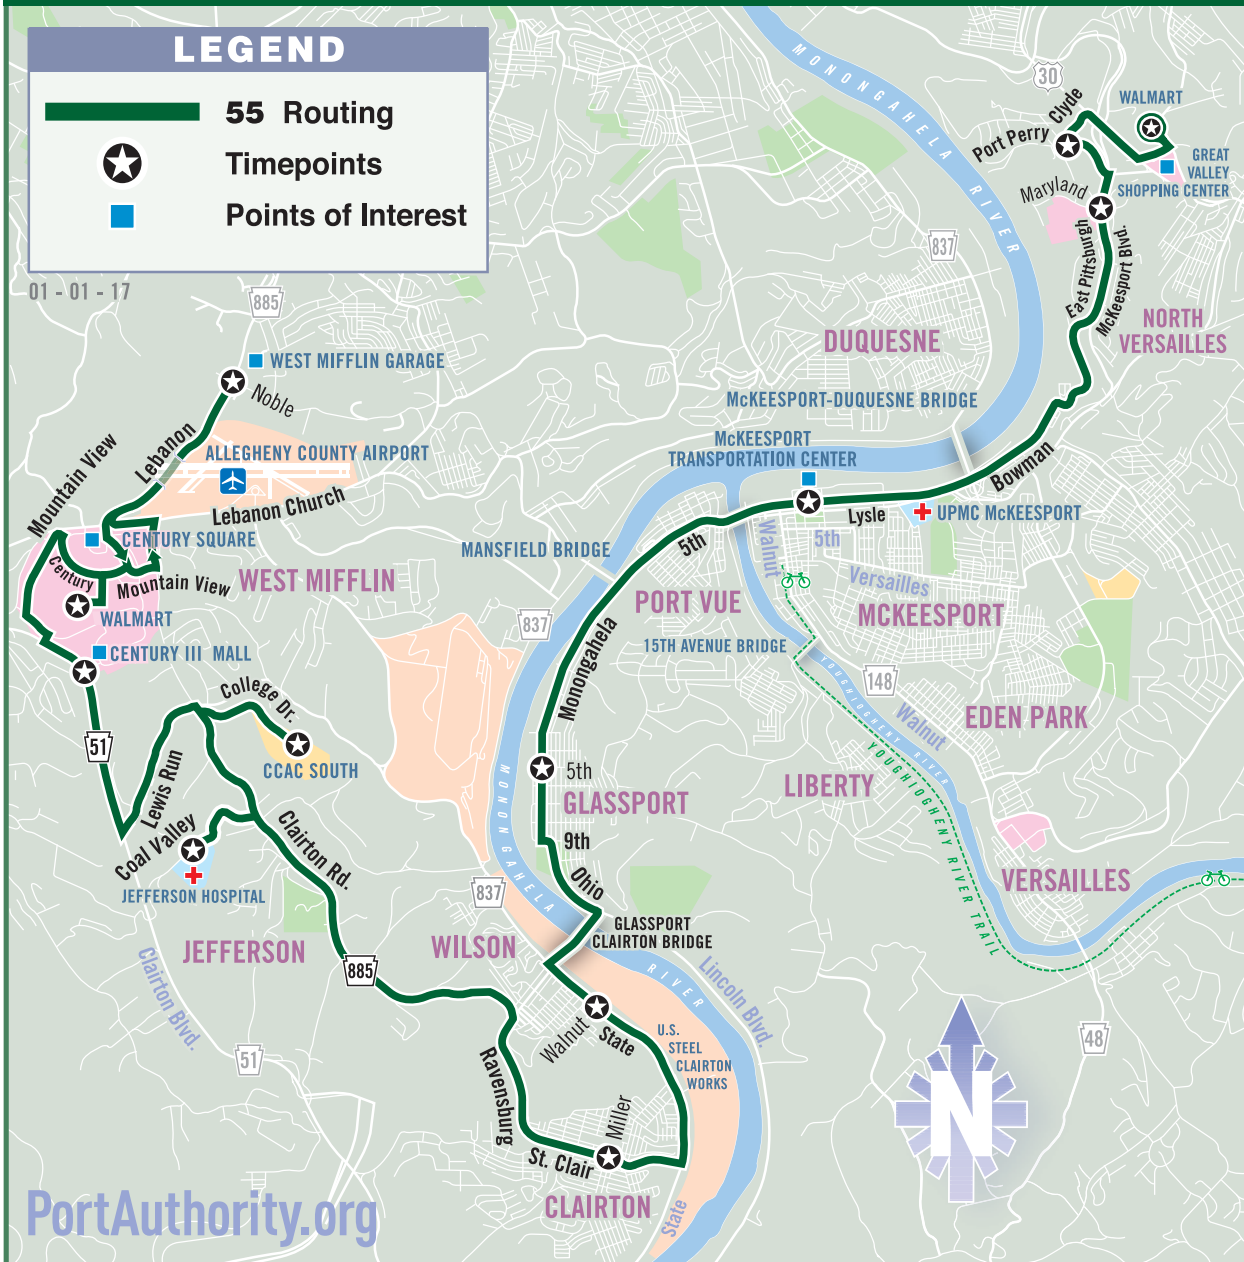 LEGEND
55 Routing
Timepoints
Points of Interest
01 - 01 - 17
MONONGAHELA RIVER
30
Clyde
WALMART
Port Perry
GREAT
VALLEY
SHOPPING CENTER
Maryland
837
East Pittsburgh
McKeesport Blvd.
NORTH
VERSAILLES
885
DUQUESNE
WEST MIFFLIN GARAGE
Noble
McKEESPORT-DUQUESNE BRIDGE
Mountain View
Lebanon
ALLEGHENY COUNTY AIRPORT
McKEESPORT
TRANSPORTATION CENTER
Bowman
Lebanon Church
Lysle
UPMC McKEESPORT
CENTURY SQUARE
MANSFIELD BRIDGE
5th
Walnut
5th
Century
Mountain View
WEST MIFFLIN
Versailles
PORT VUE
MCKEESPORT
WALMART
837
15TH AVENUE BRIDGE
CENTURY III MALL
Monongahela
YOUGHIOGHENY RIVER
148
College Dr.
Walnut
EDEN PARK
51
CCAC SOUTH
5th
GLASSPORT
LIBERTY
YOUGHIOGHENY RIVER TRAIL
Lewis Run
MONONGAHELA
Coal Valley
Clairton Rd.
9th
JEFFERSON HOSPITAL
837
Ohio
VERSAILLES
GLASSPORT
CLAIRTON BRIDGE
WILSON
JEFFERSON
885
RIVER
Lincoln Blvd.
Clairton Blvd.
Walnut
State
U.S.
STEEL
CLAIRTON
WORKS
48
51
Ravensburg
Miller
N
St. Clair
CLAIRTON
State
PortAuthority.org